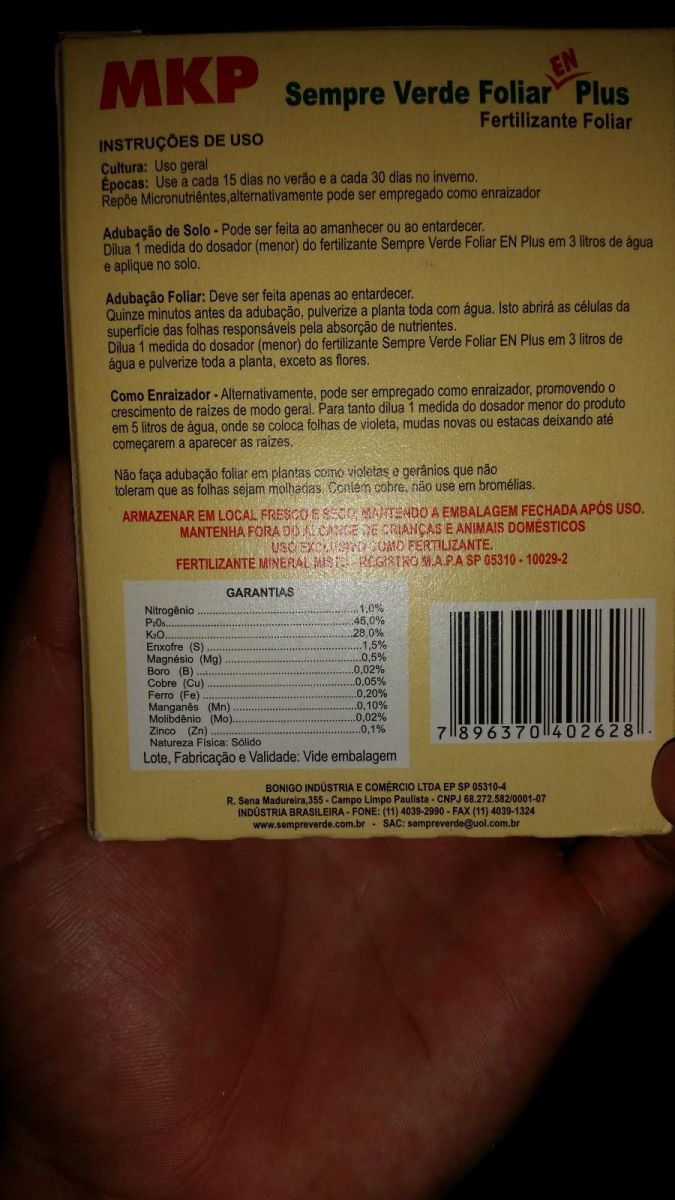 MKP
Sempre Verde Foliar EN Plus
Fertilizante Foliar
INSTRUÇÕES DE USO
Cultura: Uso geral
Épocas: Use a cada 15 dias no verão e a cada 30 dias no inverno.
Repõe Micronutriêntes,alternativamente pode ser empregado como enraizador
Adubação de Solo - Pode ser feita ao amanhecer ou ao entardecer.
Dilua 1 medida do dosador (menor) do fertilizante Sempre Verde Foliar EN Plus em 3 litros de água
e aplique no solo.
Adubação Foliar: Deve ser feita apenas ao entardecer.
Quinze minutos antes da adubação, pulverize a planta toda com água. Isto abrirá as células da
superficie das folhas responsáveis pela absorção de nutrientes.
Dilua 1 medida do dosador (menor) do fertilizante Sempre Verde Foliar EN Plus em 3 litros de
água e pulverize toda a planta, exceto as flores.
Como Enraizador - Alternativamente, pode ser empregado como enraizador, promovendo o
crescimento de raízes de modo geral. Para tanto dilua 1 medida do dosador menor do produto
em 5 litros de água, onde se coloca folhas de violeta, mudas novas ou estacas deixando até
começarem a aparecer as raízes.
Não faça adubação foliar em plantas como violetas e gerânios que não
toleram que as folhas sejam molhadas. Contém cobre, não use em bromélias.
ARMAZENAR EM LOCAL FRESCO E SECO, MANTENDO A EMBALAGEM FECHADA APÓS USO.
MANTENHA FORA DO ALCANCE DE CRIANÇAS E ANIMAIS DOMÉSTICOS
USO EXCLUSIVO COMO FERTILIZANTE.
FERTILIZANTE MINERAL MISTO - REGISTRO M.A.P.A SP 05310 - 10029-2
GARANTIAS
Nitrogênio ..........1,0%
P₂O₅..........45,0%
K₂O..........28,0%
Enxofre (S) ..........1,5%
Magnésio (Mg) ..........0,5%
Boro (B) ..........0,02%
Cobre (Cu) ..........0,05%
Ferro (Fe) ..........0,20%
Manganês (Mn) ..........0,10%
Molibdênio (Mo)..........0,02%
Zinco (Zn) ..........0,1%
Natureza Física: Sólido
Lote, Fabricação e Validade: Vide embalagem
7 896370 402628
BONIGO INDÚSTRIA E COMÉRCIO LTDA EP SP 05310-4
R. Sena Madureira,355 - Campo Limpo Paulista - CNPJ 68.272.582/0001-07
INDÚSTRIA BRASILEIRA - FONE: (11) 4039-2990 - FAX (11) 4039-1324
www.sempreverde.com.br - SAC: sempreverde@uol.com.br